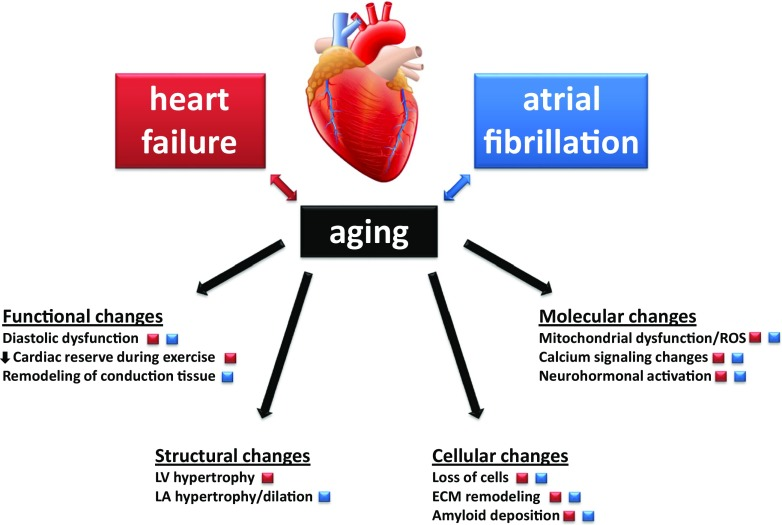 heart
failure
atrial
fibrillation
aging
Functional changes
Diastolic dysfunction
Cardiac reserve during exercise
Remodeling of conduction tissue
Structural changes
LV hypertrophy
LA hypertrophy/dilation
Cellular changes
Loss of cells
ECM remodeling
Amyloid deposition
Molecular changes
Mitochondrial dysfunction/ROS
Calcium signaling changes
Neurohormonal activation